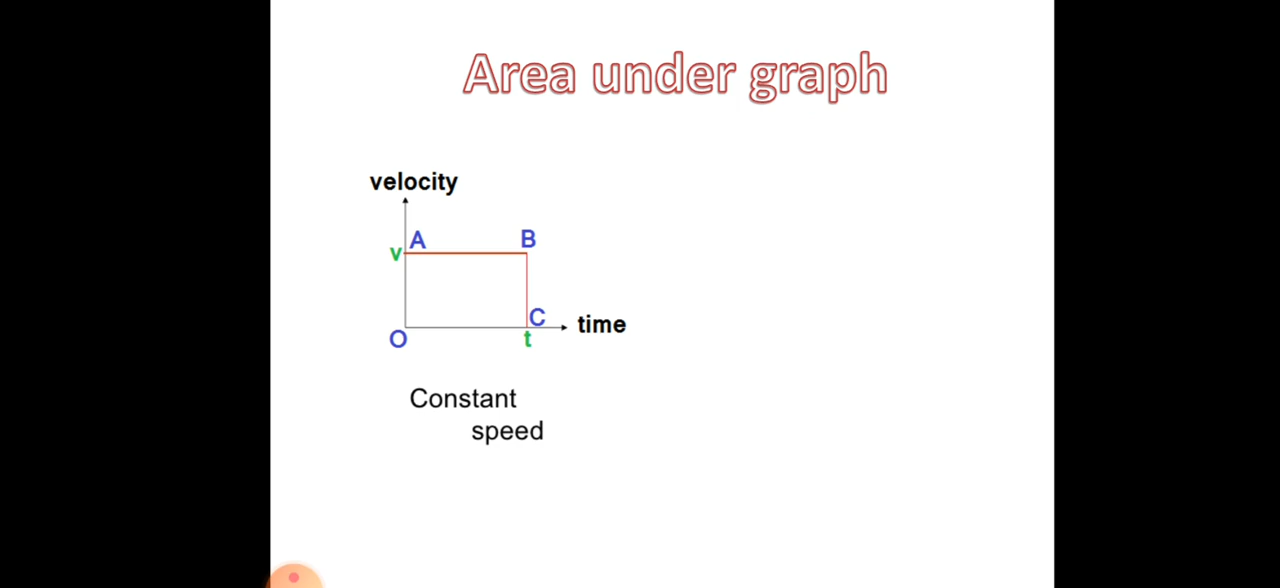 Area under graph
velocity
A B
v
C
time
O t
Constant
speed